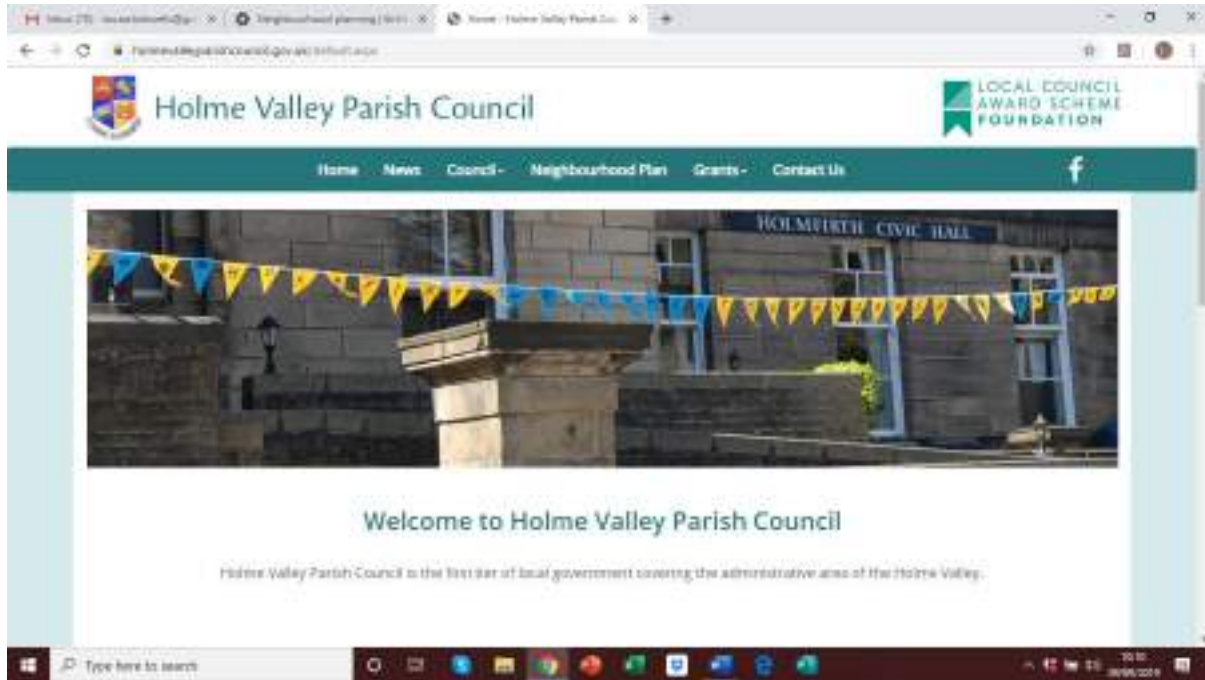 Holme Valley Parish Council
LOCAL COUNCIL
AWARD SCHEME
FOUNDATION
Home News Council Neighbourhood Plan Grants Contact Us
f
HOLMFIRTH CIVIC HALL
Welcome to Holme Valley Parish Council
Holme Valley Parish Council is the first tier of local government covering the administrative area of the Holme Valley.
Type here to search